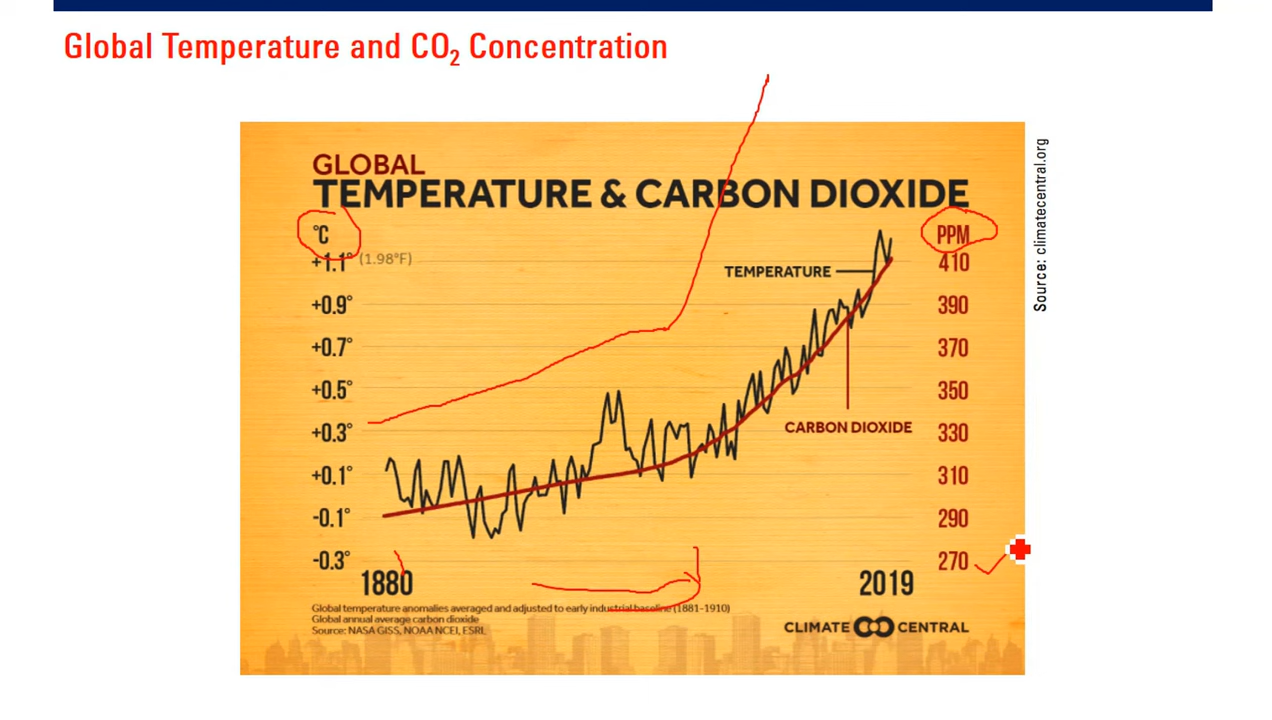 Global Temperature and CO₂ Concentration
GLOBAL
TEMPERATURE & CARBON DIOXIDE
°C
PPM
+1.1° (1.98°F)
410
TEMPERATURE
+0.9°
390
+0.7°
370
+0.5°
350
+0.3°
CARBON DIOXIDE
330
+0.1°
310
-0.1°
290
-0.3°
270
1880
2019
Global temperature anomalies averaged and adjusted to early industrial baseline (1881-1910)
Global annual average carbon dioxide
Source: NASA GISS, NOAA NCEI, ESRL
CLIMATE CENTRAL
Source: climatecentral.org